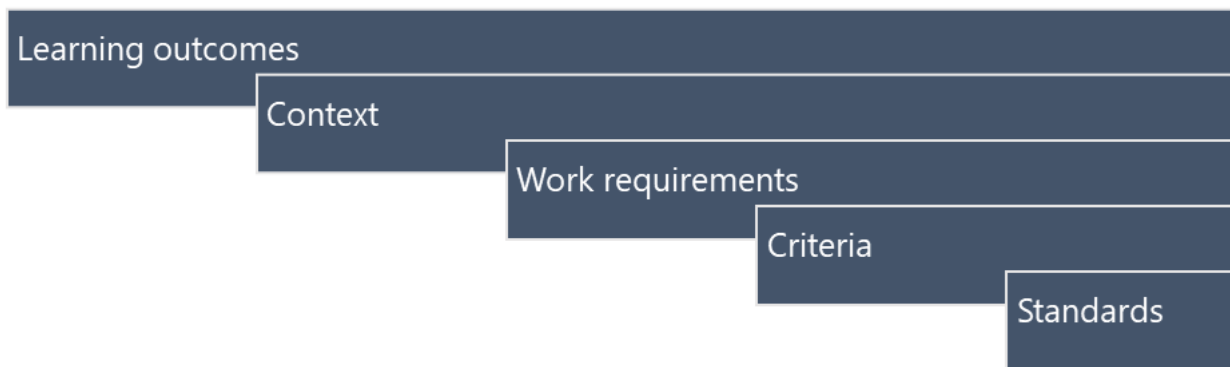 Learning outcomes
Context
Work requirements
Criteria
Standards